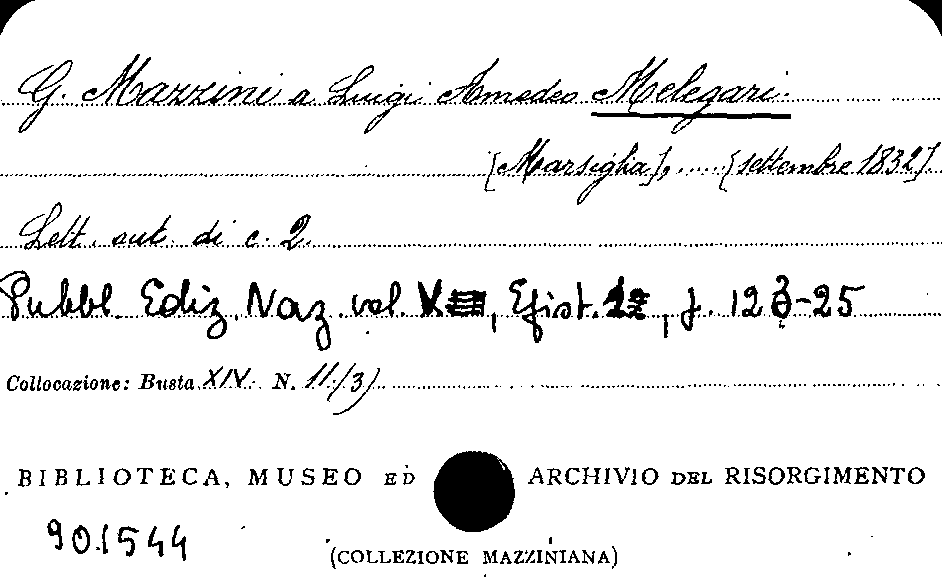 G. Mazzini a Luigi Amedeo Melegari.
[Marsiglia], ..... [settembre 1832].
Lett. aut. di c. 2.
Pubbl. Ediz. Naz. vol. V, Epist. p. 123-25
Collocazione: Busta XIV. N. 11/3)
BIBLIOTECA, MUSEO ED ARCHIVIO DEL RISORGIMENTO
901544
(COLLEZIONE MAZZINIANA)